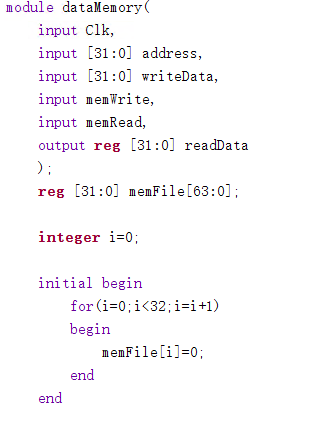 module dataMemory(
    input Clk,
    input [31:0] address,
    input [31:0] writeData,
    input memWrite,
    input memRead,
    output reg [31:0] readData
    );
    reg [31:0] memFile[63:0];

    integer i=0;

    initial begin
        for(i=0;i<32;i=i+1)
        begin
            memFile[i]=0;
        end
    end